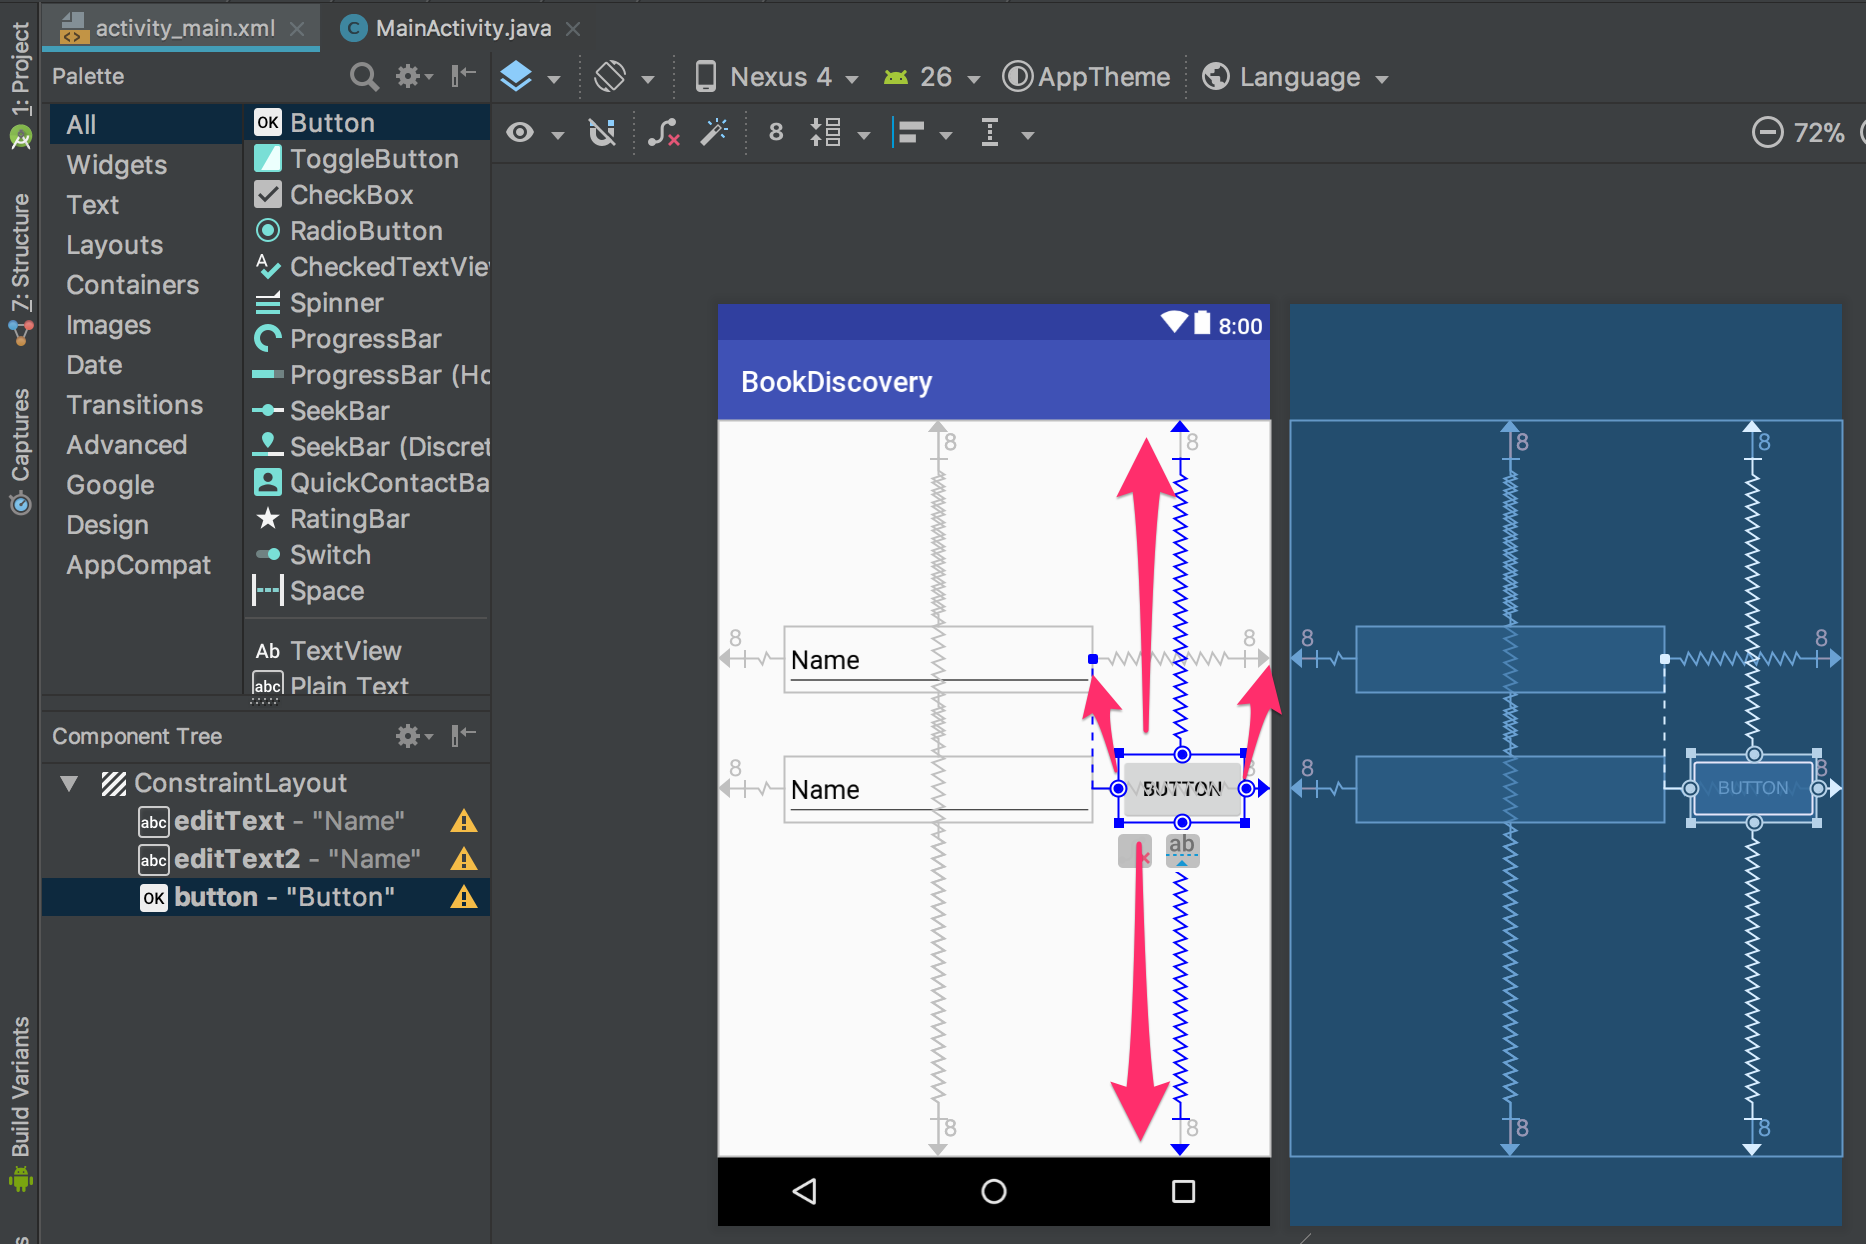 activity_main.xml
MainActivity.java
1: Project
7: Structure
Captures
Build Variants
Palette
All
Widgets
Text
Layouts
Containers
Images
Date
Transitions
Advanced
Google
Design
AppCompat
OK Button
ToggleButton
CheckBox
RadioButton
CheckedTextVie
Spinner
ProgressBar
ProgressBar (Ho
SeekBar
SeekBar (Discret
QuickContactBa
RatingBar
Switch
Space
Ab TextView
abc Plain Text
Nexus 4
26
AppTheme
Language
8
72%
Component Tree
ConstraintLayout
abc editText - "Name"
abc editText2 - "Name"
OK button - "Button"
8:00
BookDiscovery
8
8
8
8
Name
8
8
Name
BUTTON
ab
8
8
8
8
8
8
8
8
BUTTON
8
8